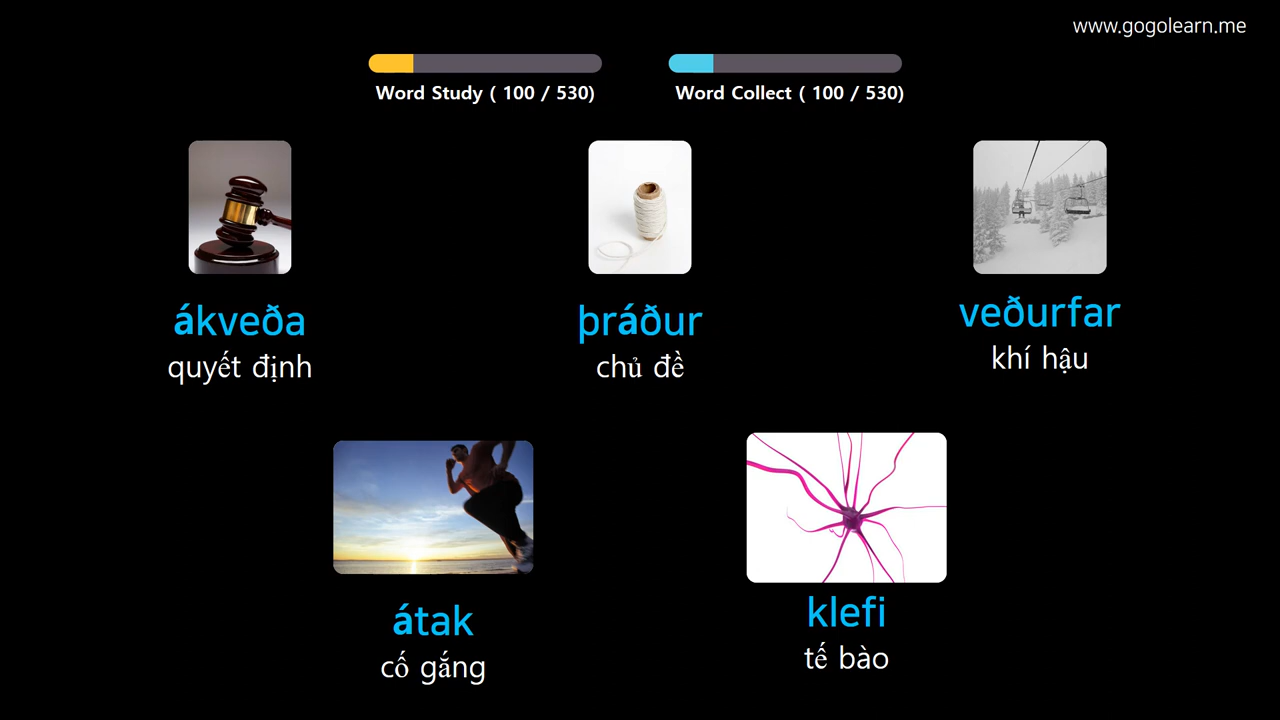 www.gogolearn.me
Word Study ( 100 / 530)
Word Collect ( 100 / 530)
ákveða
quyết định
þráður
chủ đề
veðurfar
khí hậu
átak
cố gắng
klefi
tế bào